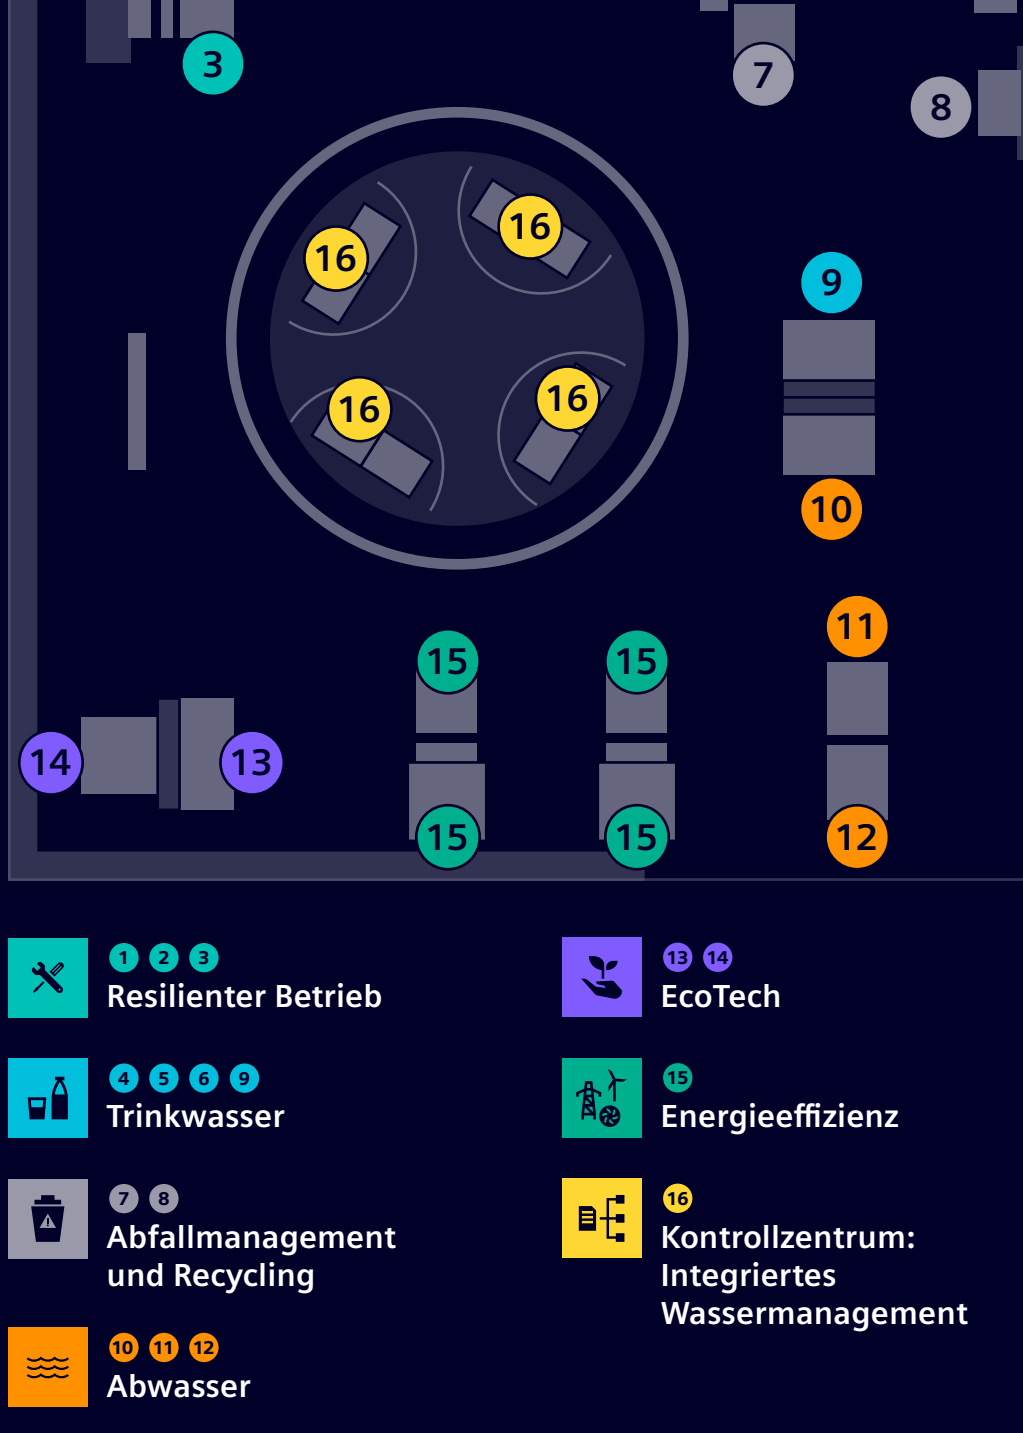 3
7
8
16
16
9
16
16
10
11
15
15
14
13
15
15
12
1 2 3
Resilienter Betrieb
4 5 6 9
Trinkwasser
7 8
Abfallmanagement
und Recycling
10 11 12
Abwasser
13 14
EcoTech
15
Energieeffizienz
16
Kontrollzentrum:
Integriertes
Wassermanagement